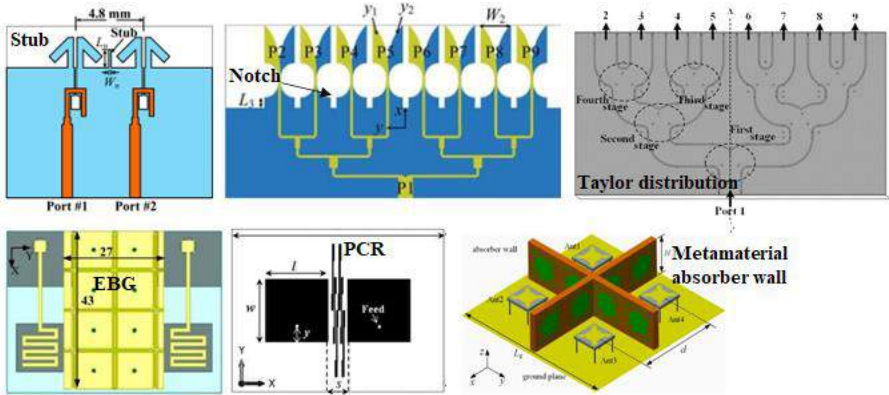 4.8 mm
Stub
Stub
Port #1 Port #2
y1 y2 W2
P2 P3 P4 P5 P6 P7 P8 P9
Notch
L3
x
y
P1
2 3 4 5 6 7 8 9
Fourth stage
Third stage
Second stage
First stage
Taylor distribution
Port 1
Y
X
27
EBG
43
PCR
l
w
Feed
y
Y
X
s
Metamaterial
absorber wall
absorber wall
Ant1
H
Ant2
Ant4
Ant3
d
Lg
z
x
y
ground plane